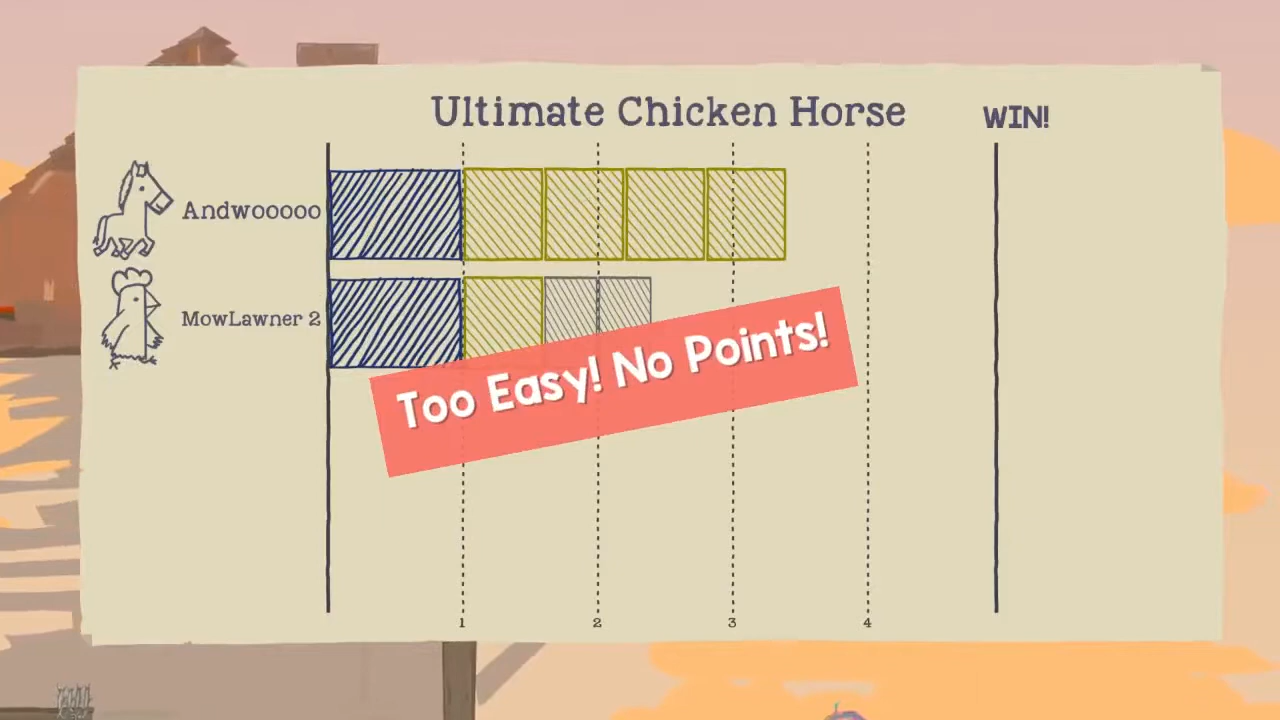 Ultimate Chicken Horse
WIN!
Andwooooo
MowLawner 2
Too Easy! No Points!
1 2 3 4